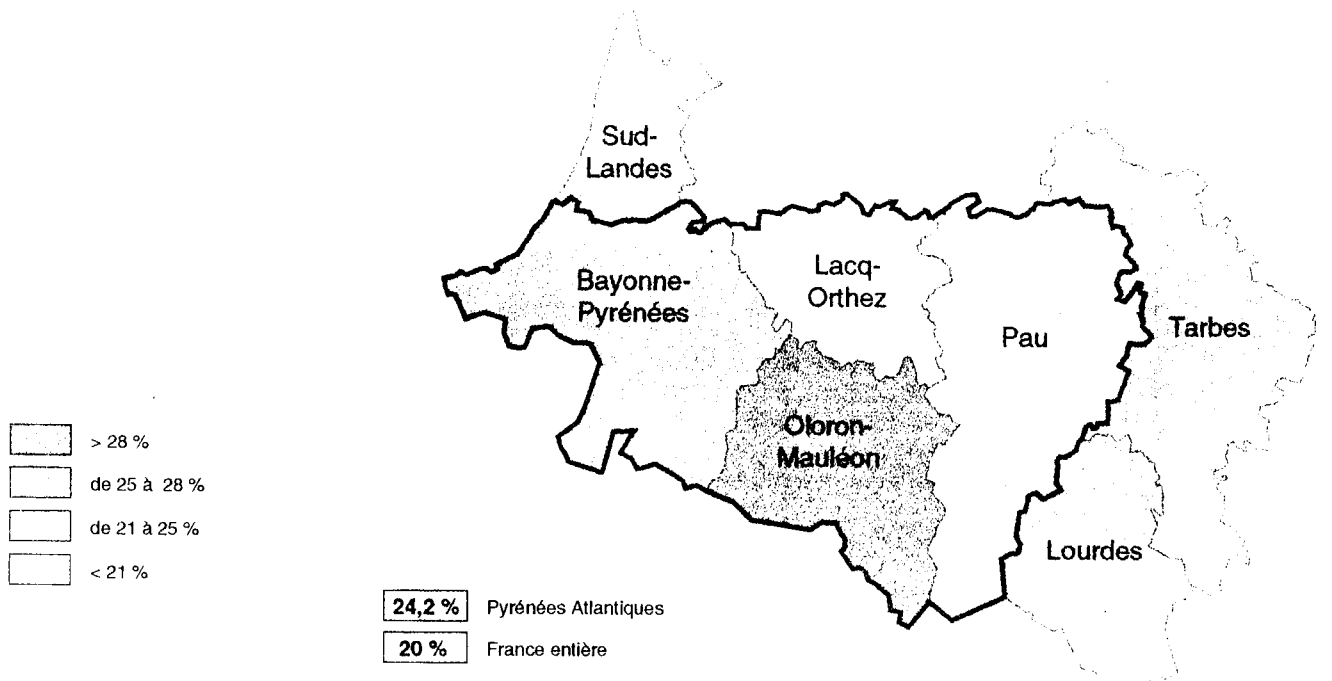 Sud-
Landes
Bayonne-
Pyrénées
Lacq-
Orthez
Pau
Tarbes
Oloron-
Mauléon
Lourdes
> 28 %
de 25 à 28 %
de 21 à 25 %
< 21 %
24,2 % Pyrénées Atlantiques
20 % France entière